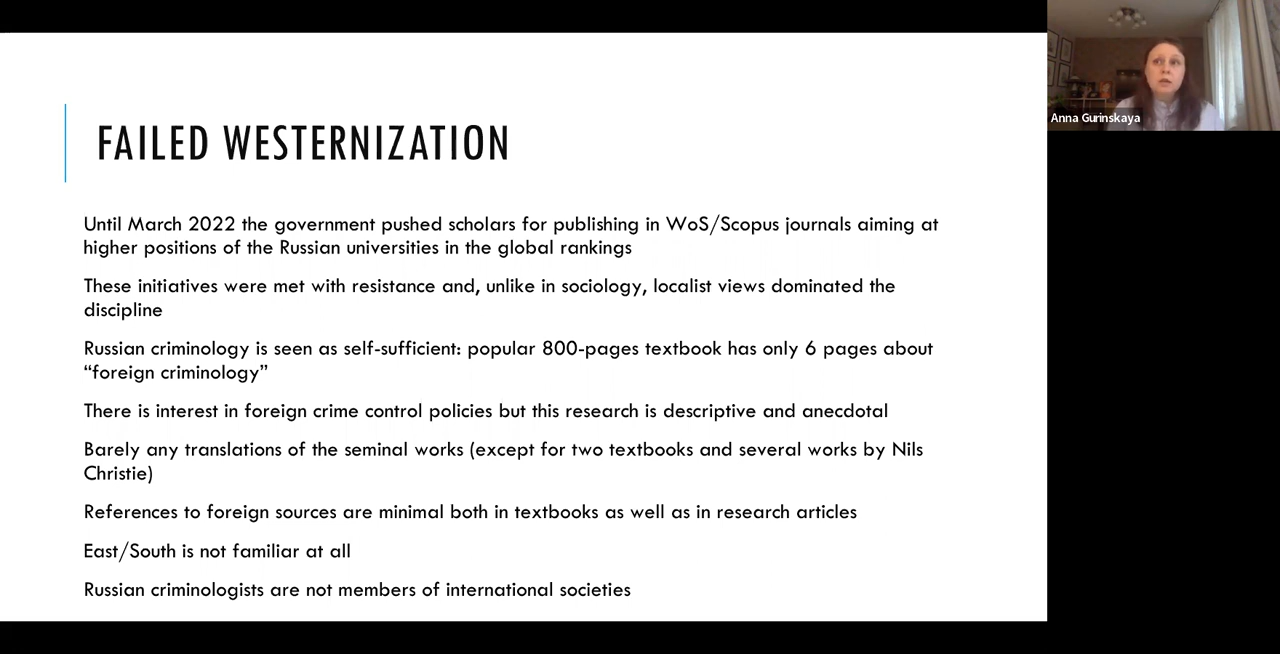 FAILED WESTERNIZATION
Until March 2022 the government pushed scholars for publishing in WoS/Scopus journals aiming at
higher positions of the Russian universities in the global rankings
These initiatives were met with resistance and, unlike in sociology, localist views dominated the
discipline
Russian criminology is seen as self-sufficient: popular 800-pages textbook has only 6 pages about
“foreign criminology”
There is interest in foreign crime control policies but this research is descriptive and anecdotal
Barely any translations of the seminal works (except for two textbooks and several works by Nils
Christie)
References to foreign sources are minimal both in textbooks as well as in research articles
East/South is not familiar at all
Russian criminologists are not members of international societies
Anna Gurinskaya